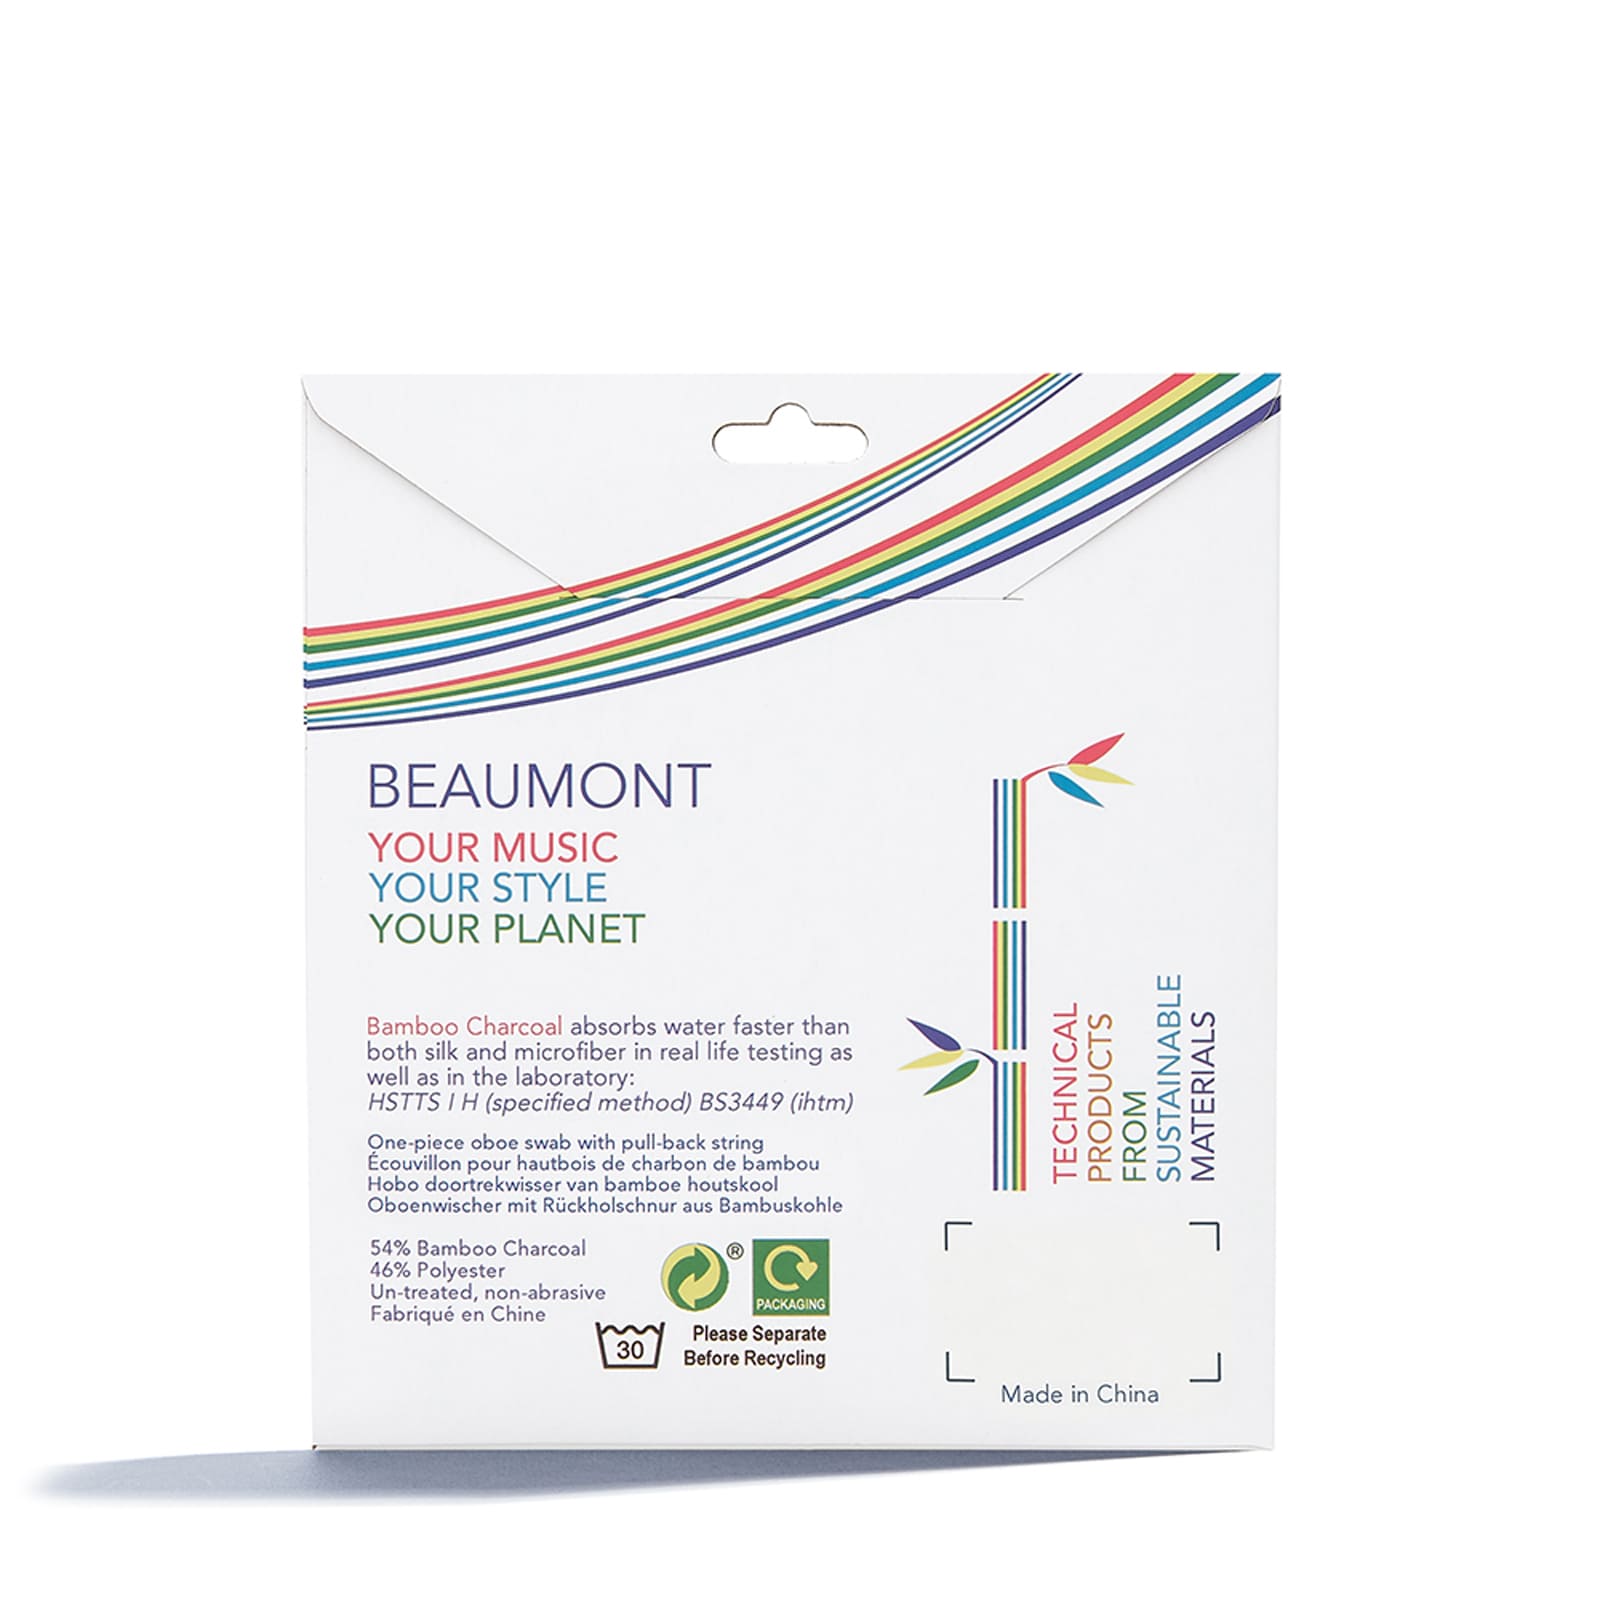 BEAUMONT
YOUR MUSIC
YOUR STYLE
YOUR PLANET
Bamboo Charcoal absorbs water faster than
both silk and microfiber in real life testing as
well as in the laboratory:
HSTTS I H (specified method) BS3449 (ihtm)
One-piece oboe swab with pull-back string
Écouvillon pour hautbois de charbon de bambou
Hobo doortrekwisser van bamboe houtskool
Oboenwischer mit Rückholschnur aus Bambuskohle
54% Bamboo Charcoal
46% Polyester
Un-treated, non-abrasive
Fabriqué en Chine
®
PACKAGING
30
Please Separate
Before Recycling
TECHNICAL
PRODUCTS
FROM
SUSTAINABLE
MATERIALS
Made in China